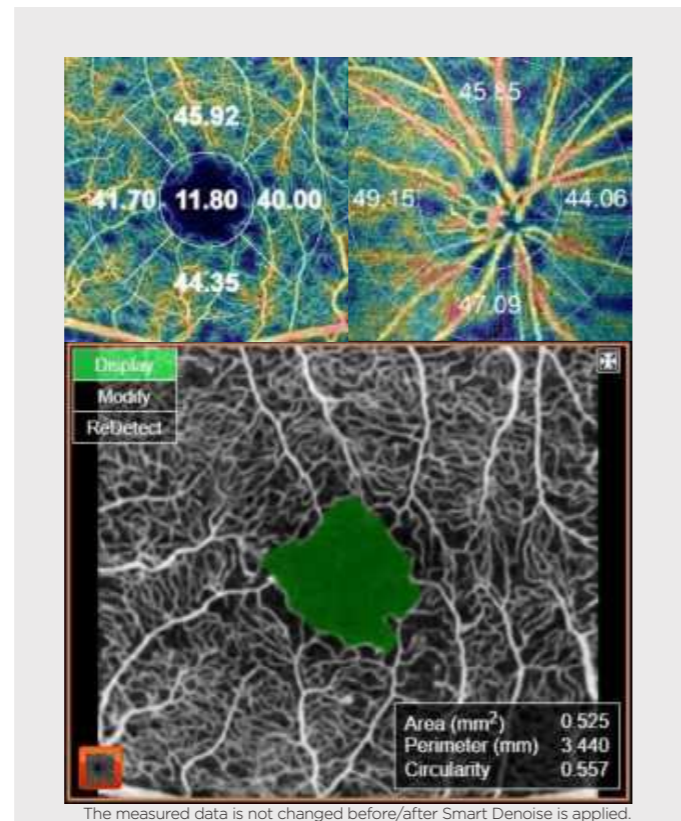 45.92
41.70 11.80 40.00
44.35
45.85
49.15 44.06
47.09
Display
Modify
ReDetect
Area (mm²) 0.525
Perimeter (mm) 3.440
Circularity 0.557
The measured data is not changed before/after Smart Denoise is applied.